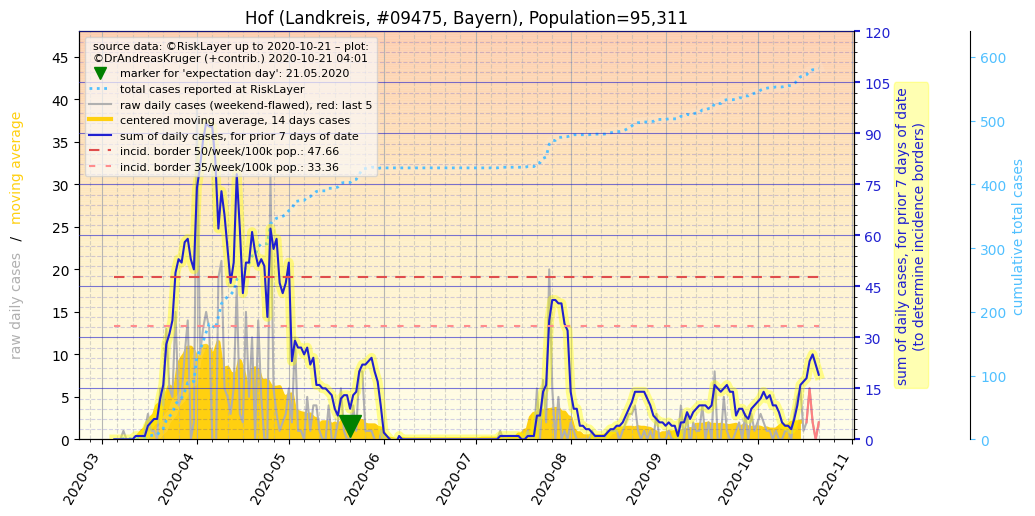 Hof (Landkreis, #09475, Bayern), Population=95,311
source data: ©RiskLayer up to 2020-10-21 – plot:
©DrAndreasKruger (+contrib.) 2020-10-21 04:01
marker for 'expectation day': 21.05.2020
total cases reported at RiskLayer
raw daily cases (weekend-flawed), red: last 5
centered moving average, 14 days cases
sum of daily cases, for prior 7 days of date
incid. border 50/week/100k pop.: 47.66
incid. border 35/week/100k pop.: 33.36
raw daily cases / moving average
45
40
35
30
25
20
15
10
5
0
2020-03
2020-04
2020-05
2020-06
2020-07
2020-08
2020-09
2020-10
2020-11
120
105
90
75
60
45
30
15
0
sum of daily cases, for prior 7 days of date
(to determine incidence borders)
600
500
400
300
200
100
0
cumulative total cases